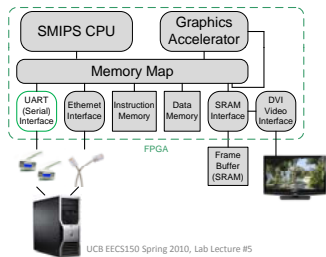 SMIPS CPU
Graphics
Accelerator
Memory Map
UART
(Serial)
Interface
Ethernet
Interface
Instruction
Memory
Data
Memory
SRAM
Interface
DVI
Video
Interface
FPGA
Frame
Buffer
(SRAM)
UCB EECS150 Spring 2010, Lab Lecture #5